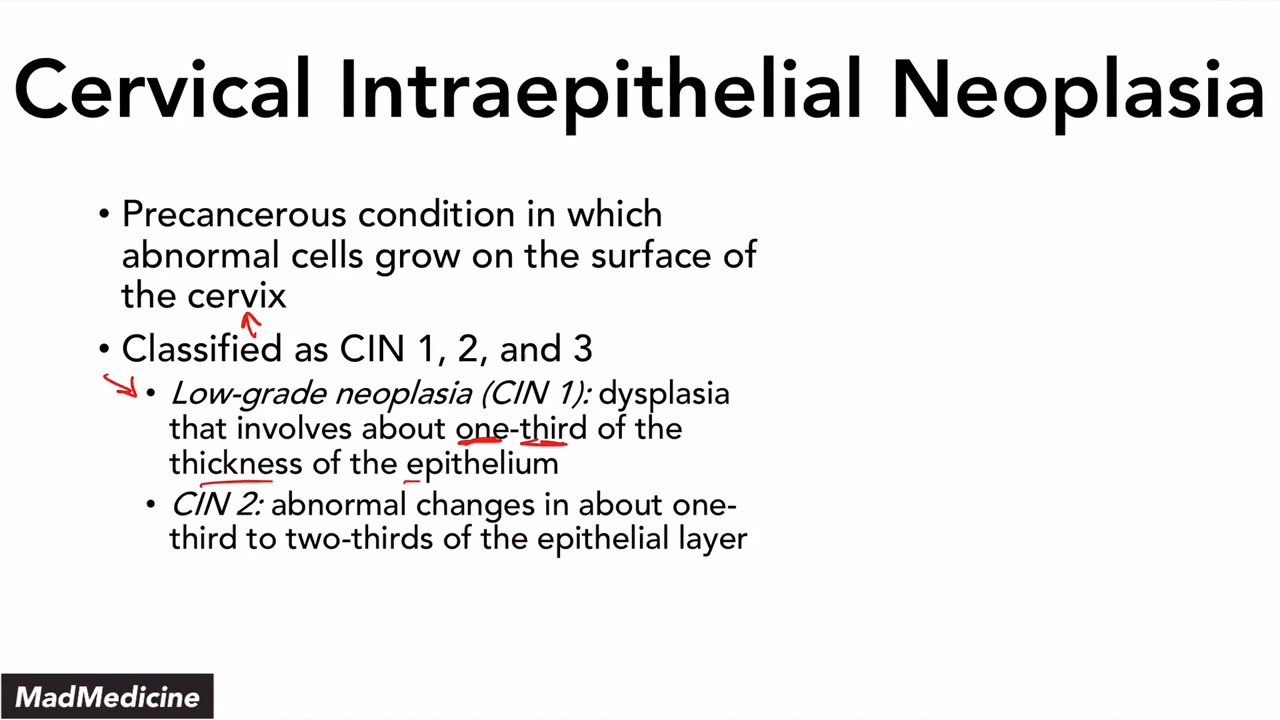 Cervical Intraepithelial Neoplasia
• Precancerous condition in which
abnormal cells grow on the surface of
the cervix
• Classified as CIN 1, 2, and 3
• Low-grade neoplasia (CIN 1): dysplasia
that involves about one-third of the
thickness of the epithelium
• CIN 2: abnormal changes in about one-
third to two-thirds of the epithelial layer
MadMedicine